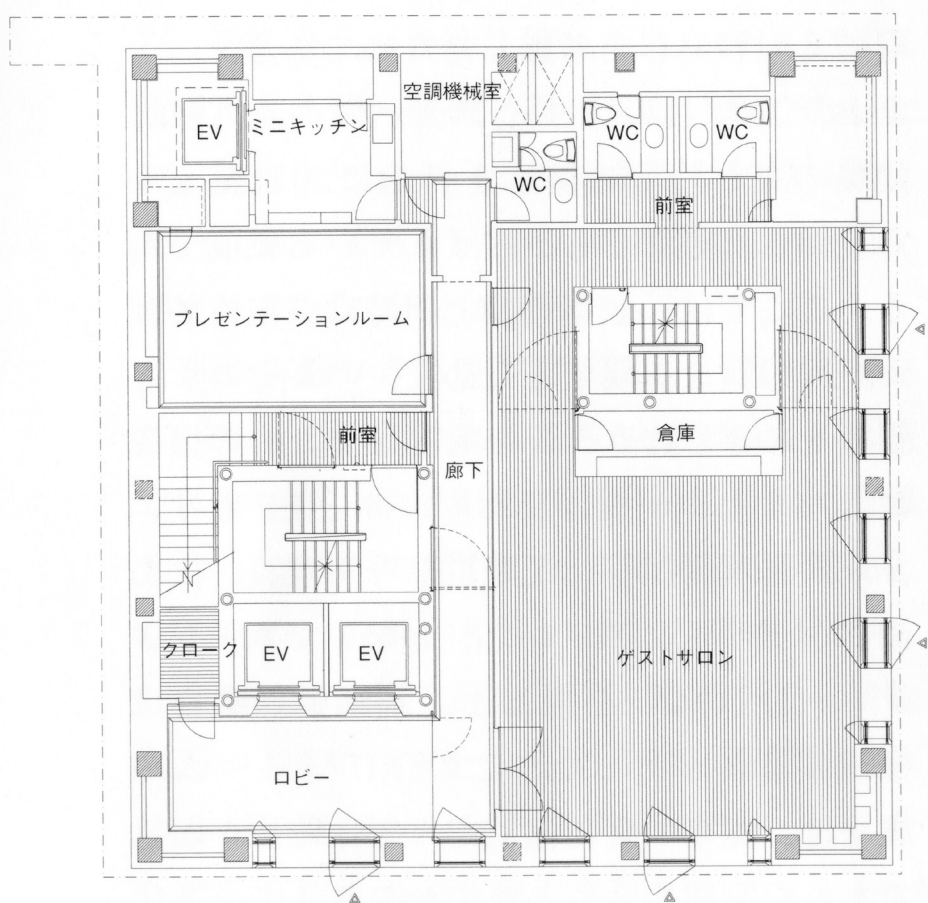 空調機械室
EV
ミニキッチン
WC
WC
WC
前室
プレゼンテーションルーム
前室
倉庫
廊下
クローク
EV
EV
ゲストサロン
ロビー